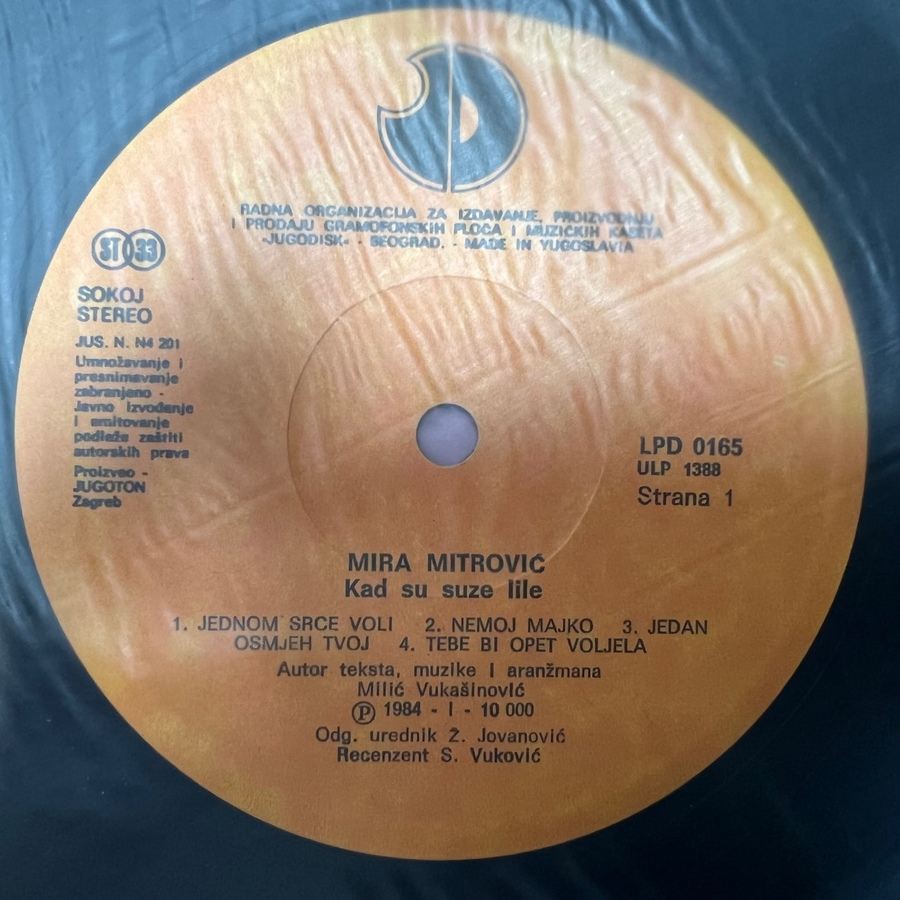 JD
RADNA ORGANIZACIJA ZA IZDAVANJE, PROIZVODNJU
I PRODAJU GRAMOFONSKIH PLOČA I MUZIČKIH KASETA
-JUGODISK- - BEOGRAD. - MADE IN YUGOSLAVIA
ST 33
SOKOJ
STEREO
JUS. N. N4 201
Umnožavanje i
presnimavanje
zabranjeno -
Javno izvođenje
i emitovanje
podležu zaštiti
autorskih prava
Proizveo -
JUGOTON
Zagreb
LPD 0165
ULP 1388
Strana 1
MIRA MITROVIĆ
Kad su suze lile
1. JEDNOM SRCE VOLI 2. NEMOJ MAJKO 3. JEDAN
OSMJEH TVOJ 4. TEBE BI OPET VOLJELA
Autor teksta, muzike i aranžmana
Milić Vukašinović
Ⓟ 1984 - I - 10 000
Odg. urednik Ž. Jovanović
Recenzent S. Vuković